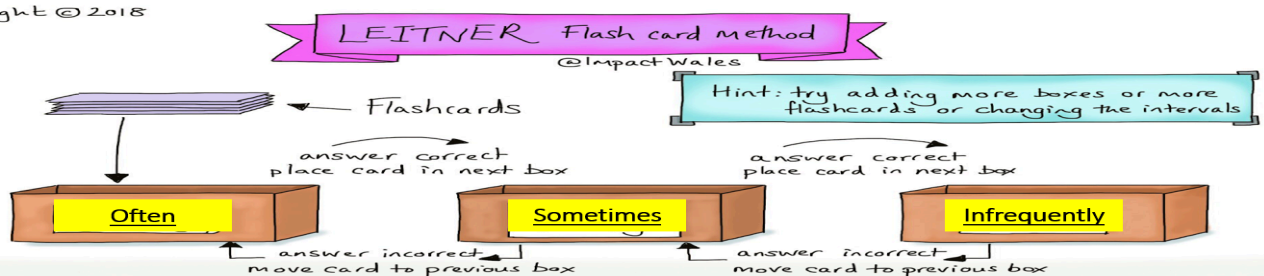 ght © 2018
LEITNER Flash card method
@ImpactWales
Flashcards
Hint: try adding more boxes or more
flashcards or changing the intervals
answer correct
place card in next box
answer correct
place card in next box
Often
Sometimes
Infrequently
answer incorrect
move card to previous box
answer incorrect
move card to previous box